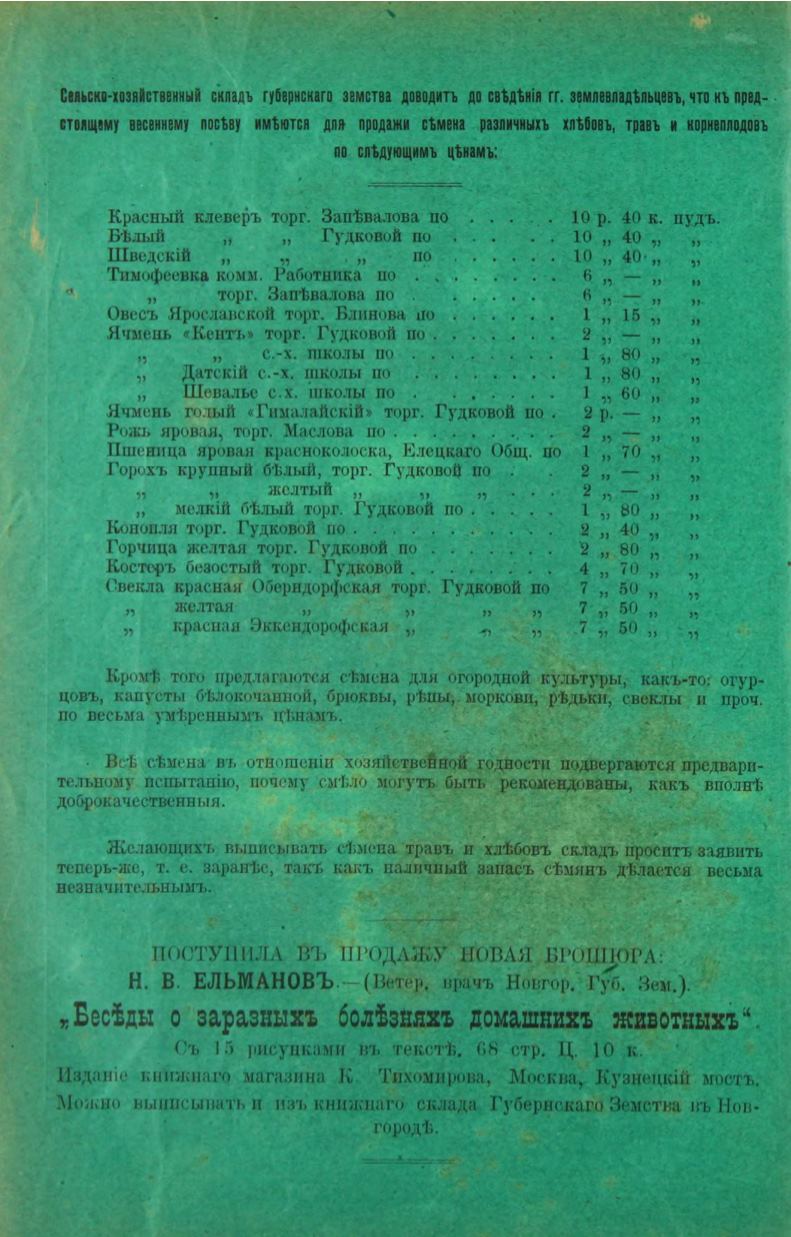 Сельско-хозяйственный складъ губернскаго земства доводитъ до свѣдѣнія гг. землевладѣльцевъ, что къ пред-
стоящему весеннему посѣву имѣются для продажи сѣмена различныхъ хлѣбовъ, травъ и корнеплодовъ
по слѣдующимъ цѣнамъ:
Красный клеверъ торг. Запѣвалова по . . . . . 10 р. 40 к. пудъ.
Бѣлый „ „ Гудковой по . . . . . . 10 „ 40 „ „
Шведскій „ „ „ по . . . . . . 10 „ 40 „ „
Тимофеевка комм. Работника по . . . . . . . . 6 „ — „ „
„ торг. Запѣвалова по . . . . . . 6 „ — „ „
Овесъ Ярославской торг. Блинова по . . . . . . 1 „ 15 „ „
Ячмень «Кентъ» торг. Гудковой по . . . . . . 2 „ — „ „
„ „ с.-х. школы по . . . . . . . . 1 „ 80 „ „
„ Датскій с.-х. школы по . . . . . . . 1 „ 80 „ „
„ Шевалье с.х. школы по . . . . . . . 1 „ 60 „ „
Ячмень голый «Гималайскій» торг. Гудковой по . 2 р. — „ „
Рожь яровая, торг. Маслова по . . . . . . . . . 2 „ — „ „
Пшеница яровая красноколоска, Елецкаго Общ. по 1 „ 70 „ „
Горохъ крупный бѣлый, торг. Гудковой по . . 2 „ — „ „
„ „ желтый „ „ „ . . . 2 „ — „ „
„ мелкій бѣлый торг. Гудковой по . . . . . 1 „ 80 „ „
Конопля торг. Гудковой по . . . . . . . . . . 2 „ 40 „ „
Горчица желтая торг. Гудковой по . . . . . . . 2 „ 80 „ „
Костеръ безостый торг. Гудковой . . . . . . . . 4 „ 70 „ „
Свекла красная Оберндорфская торг. Гудковой по 7 „ 50 „ „
„ желтая „ „ „ „ 7 „ 50 „ „
„ красная Эккендорофская „ „ „ 7 „ 50 „ „
Кромѣ того предлагаются сѣмена для огородной культуры, какъ-то: огур-
цовъ, капусты бѣлокочанной, брюквы, рѣпы, моркови, рѣдьки, свеклы и проч.
по весьма умѣреннымъ цѣнамъ.
Всѣ сѣмена въ отношеніи хозяйственной годности подвергаются предвари-
тельному испытанію, почему смѣло могутъ быть рекомендованы, какъ вполнѣ
доброкачественныя.
Желающихъ выписывать сѣмена травъ и хлѣбовъ складъ проситъ заявить
теперь-же, т. е. заранѣе, такъ какъ наличный запасъ сѣмянъ дѣлается весьма
незначительнымъ.
ПОСТУПИЛА ВЪ ПРОДАЖУ НОВАЯ БРОШЮРА:
Н. В. ЕЛЬМАНОВЪ.—(Ветер. врачъ Новгор. Губ. Зем.).
„Бесѣды о заразныхъ болѣзняхъ домашнихъ животныхъ“.
Съ 15 рисунками въ текстѣ. 68 стр. Ц. 10 к.
Изданіе книжнаго магазина К. Тихомирова, Москва, Кузнецкій мостъ.
Можно выписывать и изъ книжнаго склада Губернскаго Земства въ Нов-
городѣ.